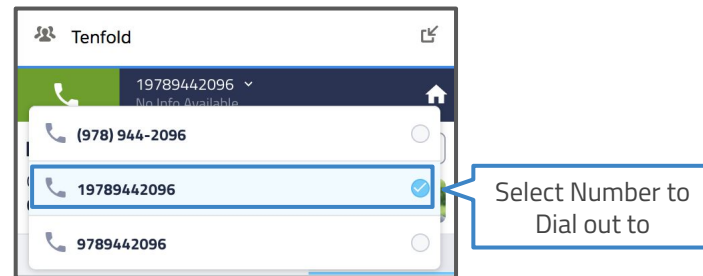 Tenfold
19789442096
No Info Available
(978) 944-2096
19789442096
9789442096
Select Number to
Dial out to